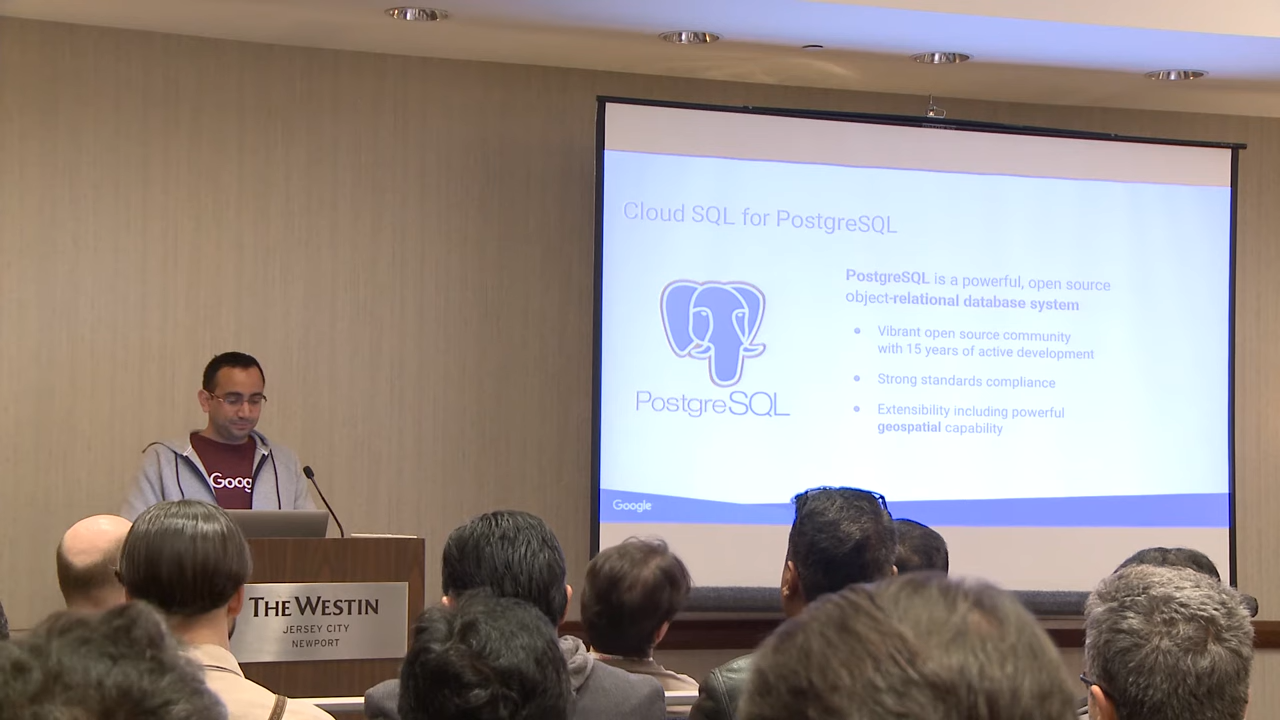 Cloud SQL for PostgreSQL
PostgreSQL is a powerful, open source
object-relational database system
Vibrant open source community
with 15 years of active development
Strong standards compliance
Extensibility including powerful
geospatial capability
PostgreSQL
Google
Goog
THE WESTIN
JERSEY CITY
NEWPORT